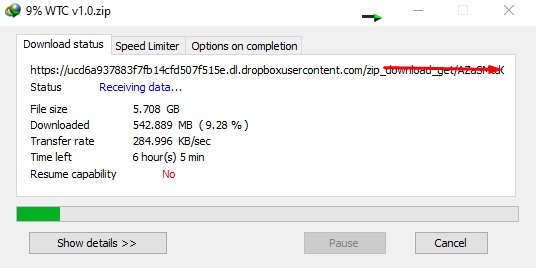 9% WTC v1.0.zip
Download status Speed Limiter Options on completion
https://ucd6a937883f7fb14cfd507f515e.dl.dropboxusercontent.com/zip_download_get/
Status Receiving data...
File size 5.708 GB
Downloaded 542.889 MB ( 9.28 % )
Transfer rate 284.996 KB/sec
Time left 6 hour(s) 5 min
Resume capability No
Show details >> Pause Cancel